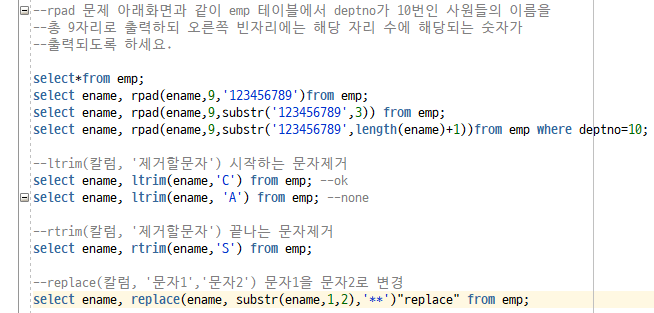 --rpad 문제 아래화면과 같이 emp 테이블에서 deptno가 10번인 사원들의 이름을
--총 9자리로 출력하되 오른쪽 빈자리에는 해당 자리 수에 해당되는 숫자가
--출력되도록 하세요.
select*from emp;
select ename, rpad(ename,9,'123456789')from emp;
select ename, rpad(ename,9,substr('123456789',3)) from emp;
select ename, rpad(ename,9,substr('123456789',length(ename)+1))from emp where deptno=10;
--ltrim(칼럼, '제거할문자') 시작하는 문자제거
select ename, ltrim(ename,'C') from emp; --ok
select ename, ltrim(ename, 'A') from emp; --none
--rtrim(칼럼, '제거할문자') 끝나는 문자제거
select ename, rtrim(ename,'S') from emp;
--replace(칼럼, '문자1','문자2') 문자1을 문자2로 변경
select ename, replace(ename, substr(ename,1,2),'**')"replace" from emp;